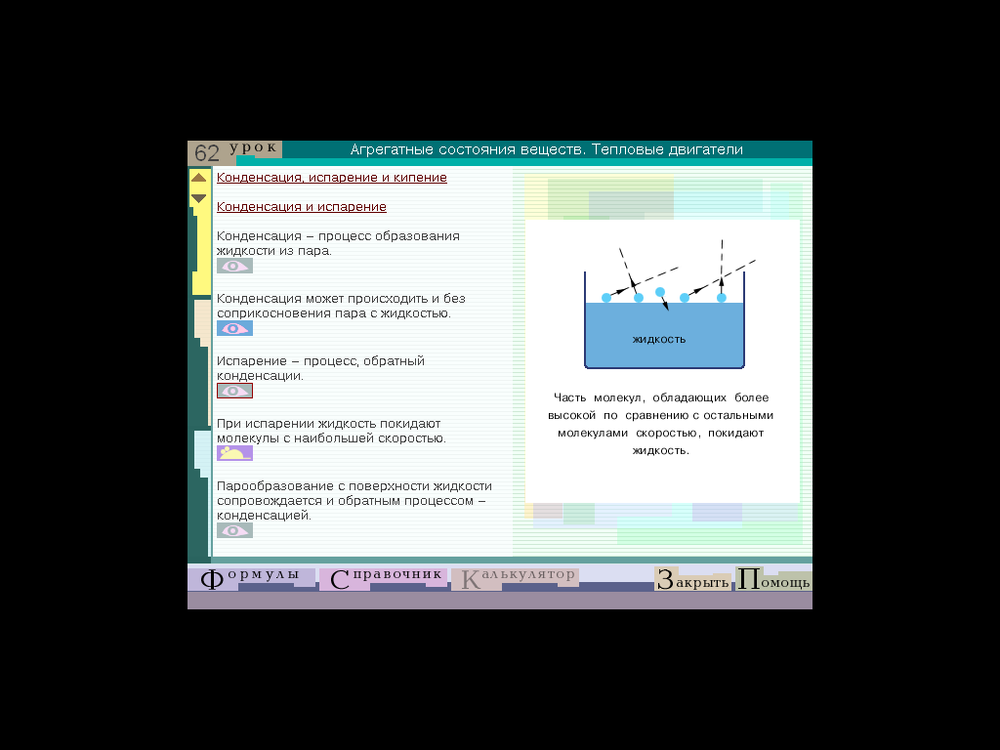 62 урок
Агрегатные состояния веществ. Тепловые двигатели
Конденсация, испарение и кипение
Конденсация и испарение
Конденсация – процесс образования
жидкости из пара.
Конденсация может происходить и без
соприкосновения пара с жидкостью.
Испарение – процесс, обратный
конденсации.
При испарении жидкость покидают
молекулы с наибольшей скоростью.
Парообразование с поверхности жидкости
сопровождается и обратным процессом –
конденсацией.
жидкость
Часть молекул, обладающих более
высокой по сравнению с остальными
молекулами скоростью, покидают
жидкость.
Формулы
Справочник
Калькулятор
Закрыть
Помощь